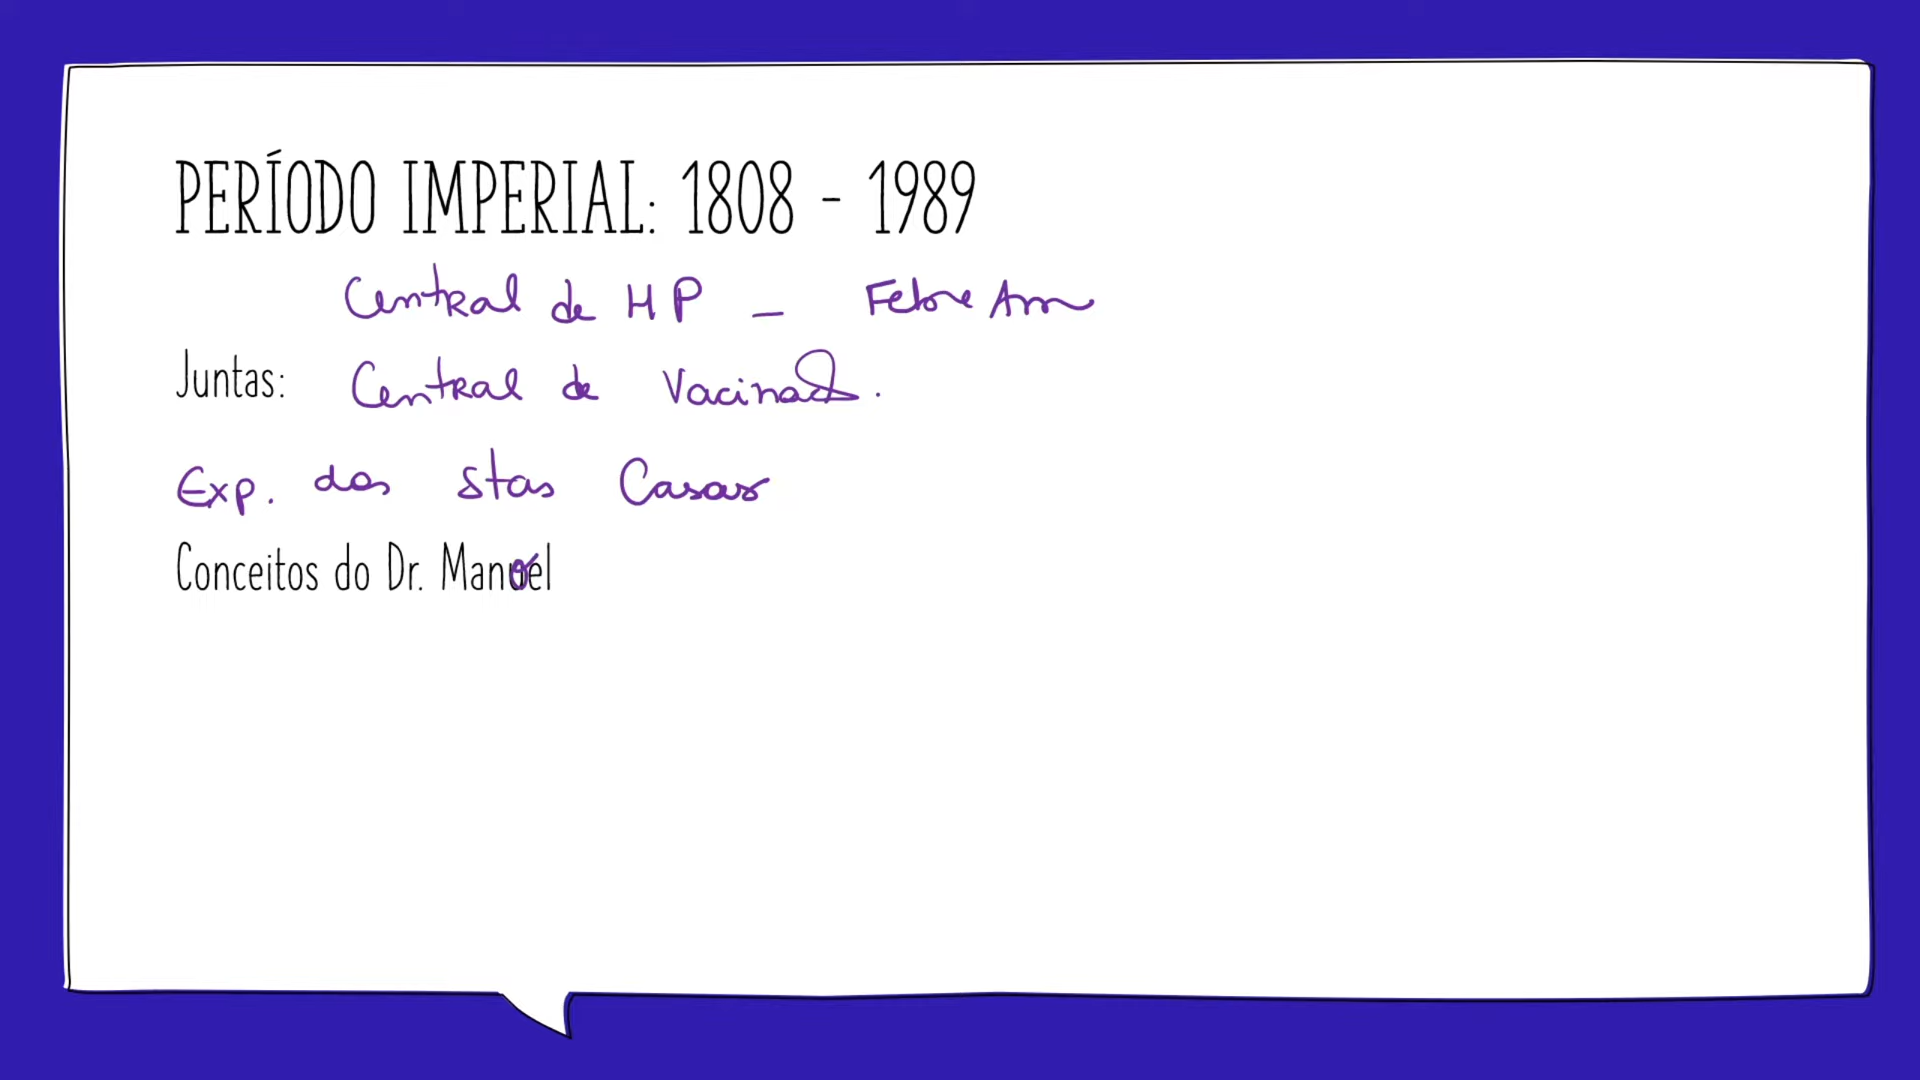 PERÍODO IMPERIAL: 1808 - 1989
Central de HP - Febre Am
Juntas: Central de Vacinação.
Exp. das Stas Casas
Conceitos do Dr. Manoel